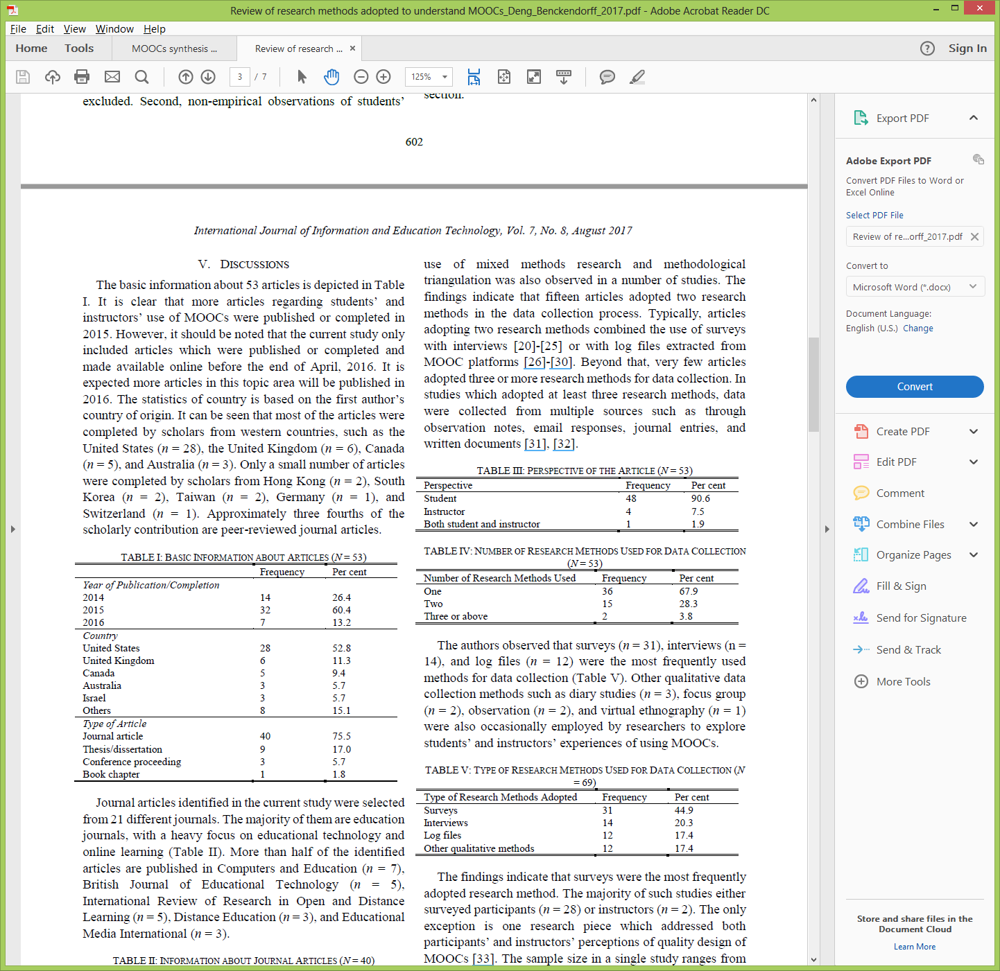 Review of research methods adopted to understand MOOCs_Deng_Benckendorff_2017.pdf - Adobe Acrobat Reader DC
File Edit View Window Help
Home Tools MOOCs synthesis ... Review of research ... Sign In
3 / 7 125%
excluded. Second, non-empirical observations of students’
section.
602
International Journal of Information and Education Technology, Vol. 7, No. 8, August 2017
V. DISCUSSIONS
The basic information about 53 articles is depicted in Table
I. It is clear that more articles regarding students’ and
instructors’ use of MOOCs were published or completed in
2015. However, it should be noted that the current study only
included articles which were published or completed and
made available online before the end of April, 2016. It is
expected more articles in this topic area will be published in
2016. The statistics of country is based on the first author’s
country of origin. It can be seen that most of the articles were
completed by scholars from western countries, such as the
United States (n = 28), the United Kingdom (n = 6), Canada
(n = 5), and Australia (n = 3). Only a small number of articles
were completed by scholars from Hong Kong (n = 2), South
Korea (n = 2), Taiwan (n = 2), Germany (n = 1), and
Switzerland (n = 1). Approximately three fourths of the
scholarly contribution are peer-reviewed journal articles.
TABLE I: BASIC INFORMATION ABOUT ARTICLES (N = 53)
Frequency Per cent
Year of Publication/Completion
2014 14 26.4
2015 32 60.4
2016 7 13.2
Country
United States 28 52.8
United Kingdom 6 11.3
Canada 5 9.4
Australia 3 5.7
Israel 3 5.7
Others 8 15.1
Type of Article
Journal article 40 75.5
Thesis/dissertation 9 17.0
Conference proceeding 3 5.7
Book chapter 1 1.8
Journal articles identified in the current study were selected
from 21 different journals. The majority of them are education
journals, with a heavy focus on educational technology and
online learning (Table II). More than half of the identified
articles are published in Computers and Education (n = 7),
British Journal of Educational Technology (n = 5),
International Review of Research in Open and Distance
Learning (n = 5), Distance Education (n = 3), and Educational
Media International (n = 3).
TABLE II: INFORMATION ABOUT JOURNAL ARTICLES (N = 40)
use of mixed methods research and methodological
triangulation was also observed in a number of studies. The
findings indicate that fifteen articles adopted two research
methods in the data collection process. Typically, articles
adopting two research methods combined the use of surveys
with interviews [20]-[25] or with log files extracted from
MOOC platforms [26]-[30]. Beyond that, very few articles
adopted three or more research methods for data collection. In
studies which adopted at least three research methods, data
were collected from multiple sources such as through
observation notes, email responses, journal entries, and
written documents [31], [32].
TABLE III: PERSPECTIVE OF THE ARTICLE (N = 53)
Perspective Frequency Per cent
Student 48 90.6
Instructor 4 7.5
Both student and instructor 1 1.9
TABLE IV: NUMBER OF RESEARCH METHODS USED FOR DATA COLLECTION
(N = 53)
Number of Research Methods Used Frequency Per cent
One 36 67.9
Two 15 28.3
Three or above 2 3.8
The authors observed that surveys (n = 31), interviews (n =
14), and log files (n = 12) were the most frequently used
methods for data collection (Table V). Other qualitative data
collection methods such as diary studies (n = 3), focus group
(n = 2), observation (n = 2), and virtual ethnography (n = 1)
were also occasionally employed by researchers to explore
students’ and instructors’ experiences of using MOOCs.
TABLE V: TYPE OF RESEARCH METHODS USED FOR DATA COLLECTION (N
= 69)
Type of Research Methods Adopted Frequency Per cent
Surveys 31 44.9
Interviews 14 20.3
Log files 12 17.4
Other qualitative methods 12 17.4
The findings indicate that surveys were the most frequently
adopted research method. The majority of such studies either
surveyed participants (n = 28) or instructors (n = 2). The only
exception is one research piece which addressed both
participants’ and instructors’ perceptions of quality design of
MOOCs [33]. The sample size in a single study ranges from
Export PDF
Adobe Export PDF
Convert PDF Files to Word or
Excel Online
Select PDF File
Review of re...orff_2017.pdf
Convert to
Microsoft Word (*.docx)
Document Language:
English (U.S.) Change
Convert
Create PDF
Edit PDF
Comment
Combine Files
Organize Pages
Fill & Sign
Send for Signature
Send & Track
More Tools
Store and share files in the
Document Cloud
Learn More